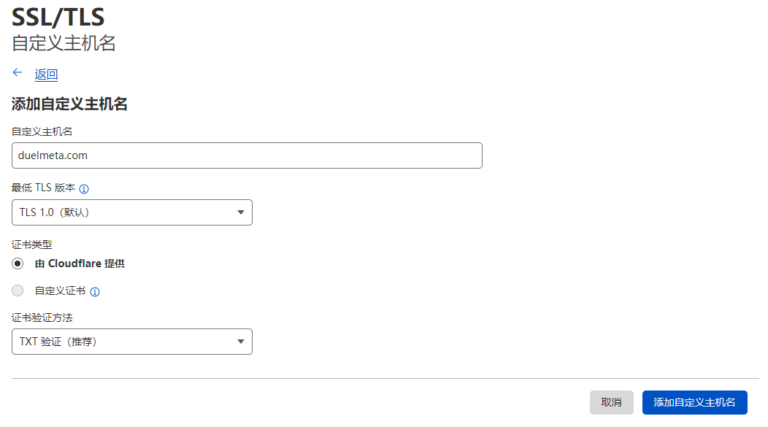 SSL/TLS
自定义主机名
← 返回
添加自定义主机名
自定义主机名
duelmeta.com
最低 TLS 版本
TLS 1.0（默认）
证书类型
由 Cloudflare 提供
自定义证书
证书验证方法
TXT 验证（推荐）
取消 添加自定义主机名